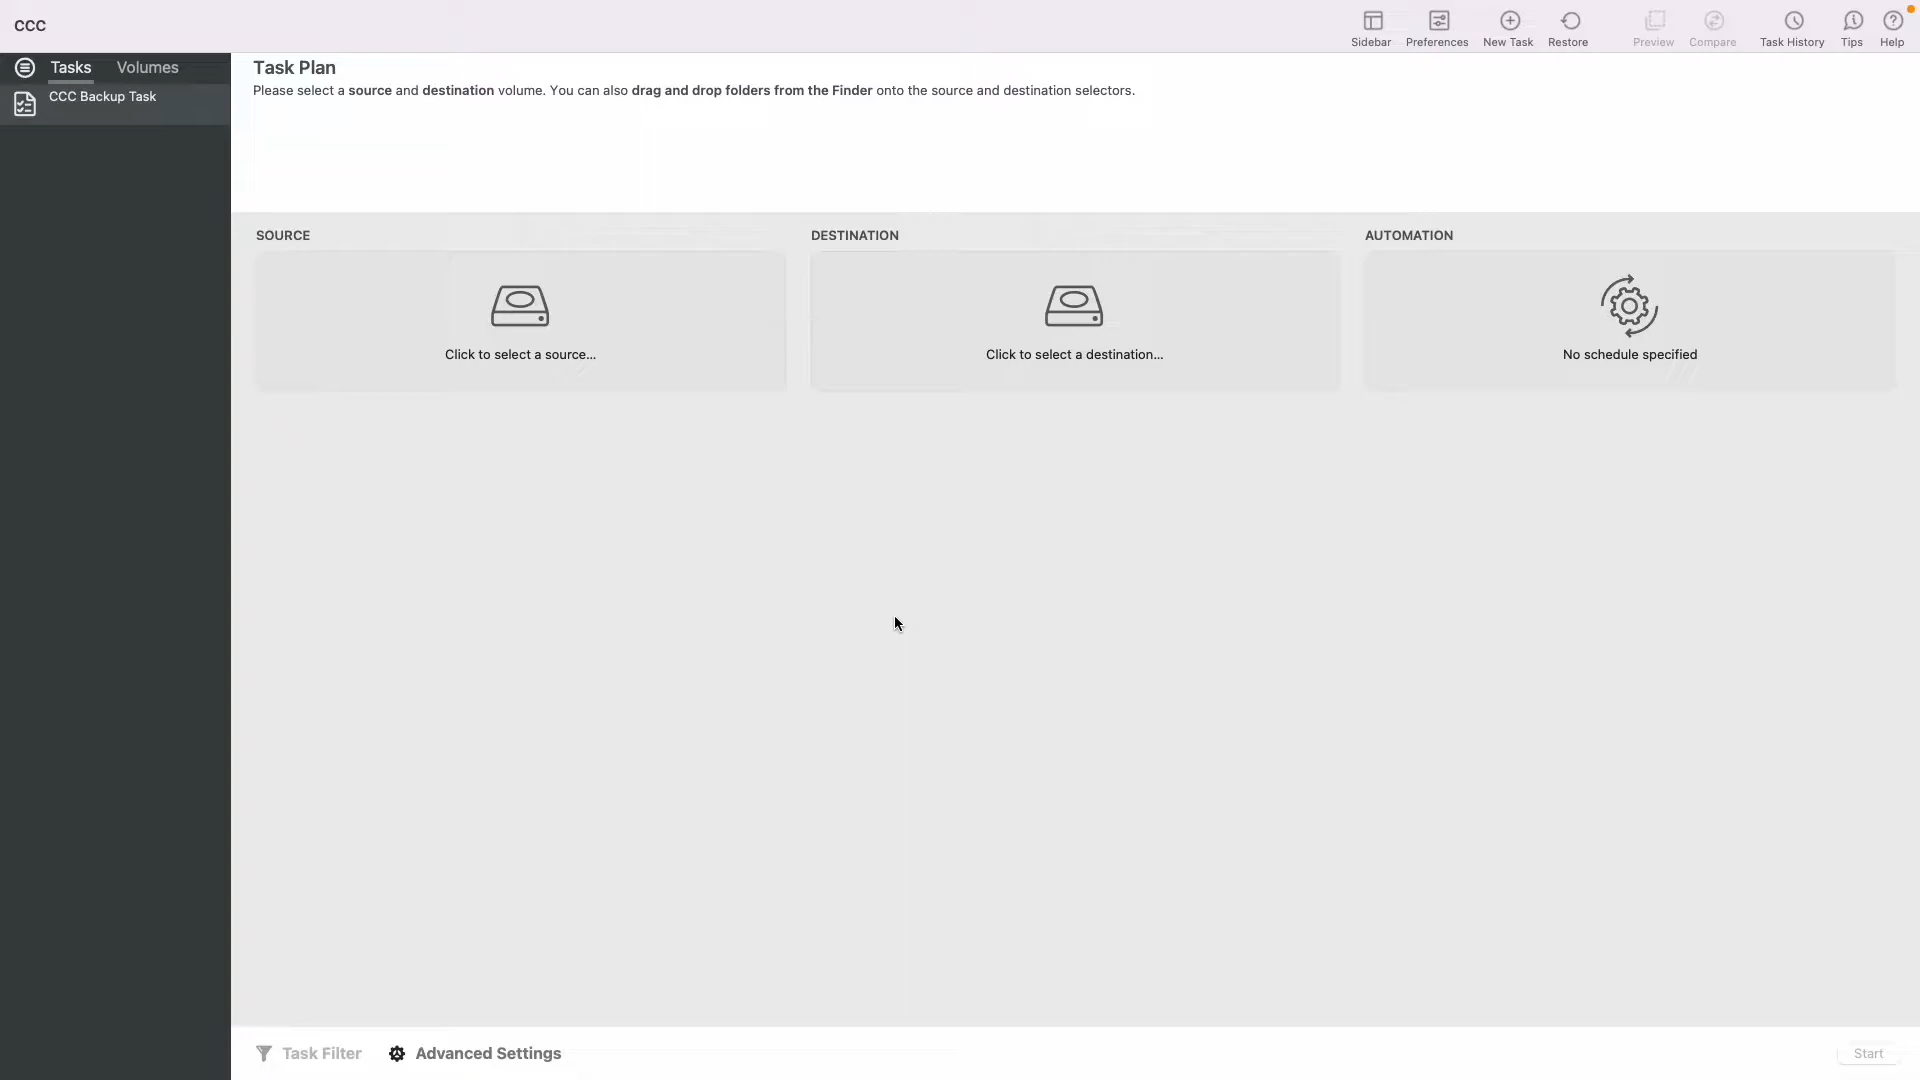 CCC
Sidebar
Preferences
New Task
Restore
Preview
Compare
Task History
Tips
Help
Tasks
Volumes
CCC Backup Task
Task Plan
Please select a source and destination volume. You can also drag and drop folders from the Finder onto the source and destination selectors.
SOURCE
DESTINATION
AUTOMATION
Click to select a source...
Click to select a destination...
No schedule specified
Task Filter
Advanced Settings
Start